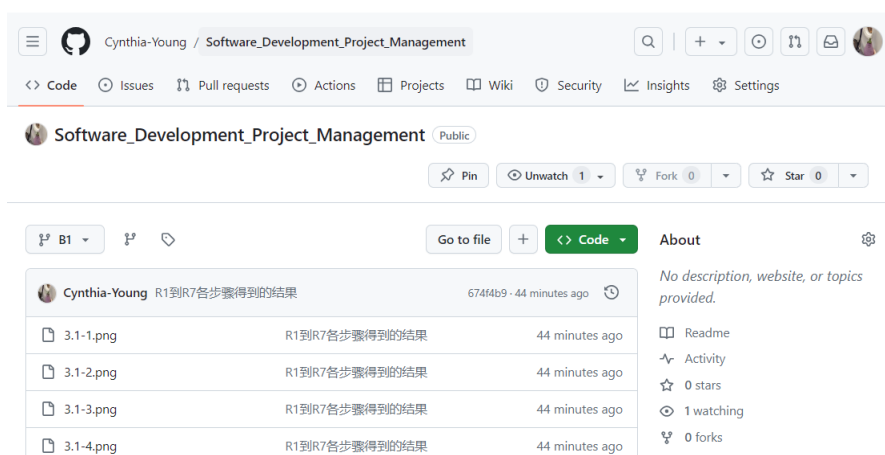 Cynthia-Young / Software_Development_Project_Management
Code Issues Pull requests Actions Projects Wiki Security Insights Settings
Software_Development_Project_Management Public
Pin Unwatch 1 Fork 0 Star 0
B1 Go to file Code About
No description, website, or topics
provided.
Cynthia-Young R1到R7各步骤得到的结果 674f4b9 · 44 minutes ago
3.1-1.png R1到R7各步骤得到的结果 44 minutes ago
Readme
Activity
3.1-2.png R1到R7各步骤得到的结果 44 minutes ago
0 stars
3.1-3.png R1到R7各步骤得到的结果 44 minutes ago
1 watching
0 forks
3.1-4.png R1到R7各步骤得到的结果 44 minutes ago